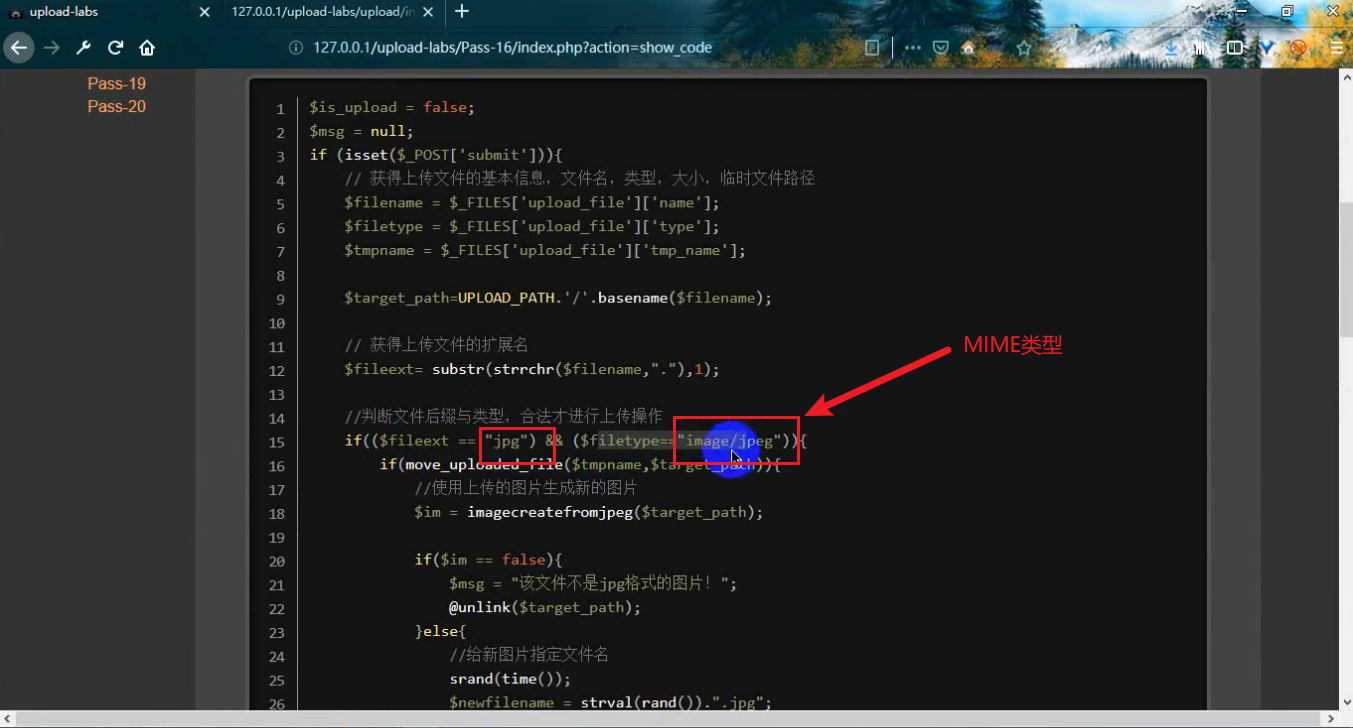 upload-labs
127.0.0.1/upload-labs/upload/in
127.0.0.1/upload-labs/Pass-16/index.php?action=show_code
Pass-19
Pass-20
1 $is_upload = false;
2 $msg = null;
3 if (isset($_POST['submit'])){
4 // 获得上传文件的基本信息，文件名，类型，大小，临时文件路径
5 $filename = $_FILES['upload_file']['name'];
6 $filetype = $_FILES['upload_file']['type'];
7 $tmpname = $_FILES['upload_file']['tmp_name'];
8
9 $target_path=UPLOAD_PATH.'/'.basename($filename);
10
11 // 获得上传文件的扩展名
MIME类型
12 $fileext= substr(strrchr($filename,"."),1);
13
14 //判断文件后缀与类型，合法才进行上传操作
15 if(($fileext == "jpg") && ($filetype=="image/jpeg")){
16 if(move_uploaded_file($tmpname,$target_path)){
17 //使用上传的图片生成新的图片
18 $im = imagecreatefromjpeg($target_path);
19
20 if($im == false){
21 $msg = "该文件不是jpg格式的图片！";
22 @unlink($target_path);
23 }else{
24 //给新图片指定文件名
25 srand(time());
26 $newfilename = strval(rand()).".jpg";